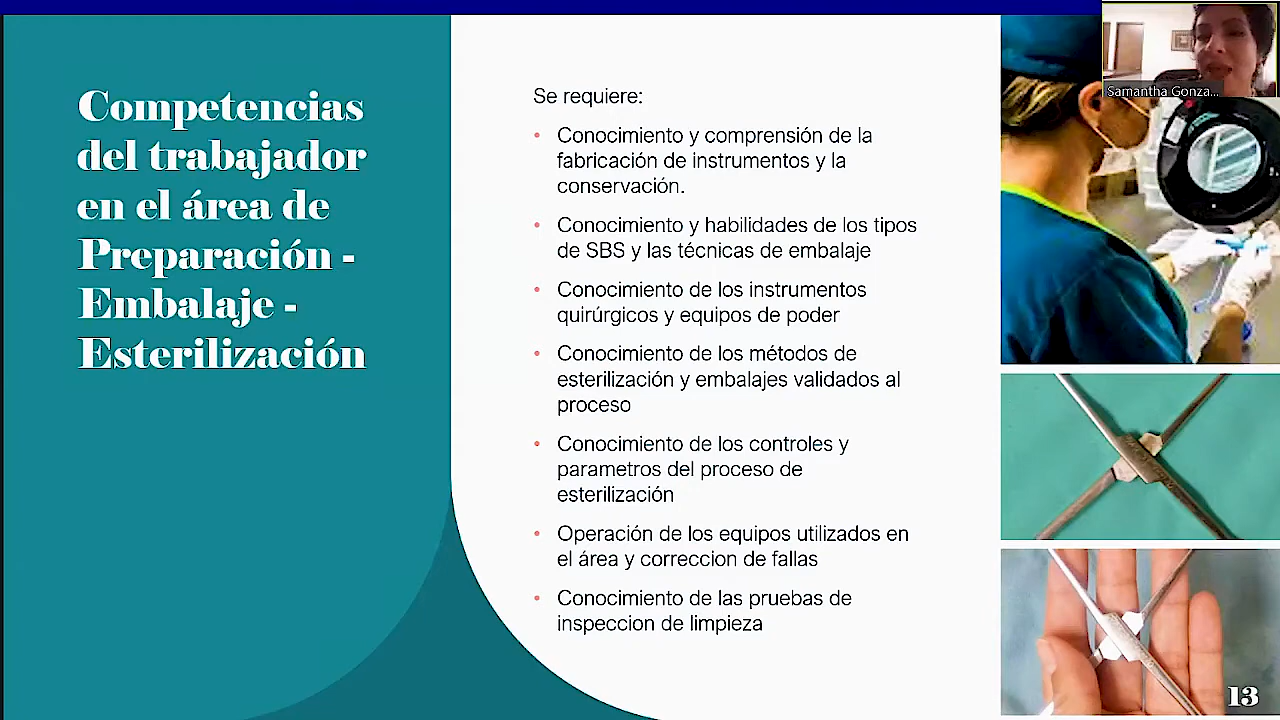 Competencias
del trabajador
en el área de
Preparación -
Embalaje -
Esterilización
Se requiere:
• Conocimiento y comprensión de la
fabricación de instrumentos y la
conservación.
• Conocimiento y habilidades de los tipos
de SBS y las técnicas de embalaje
• Conocimiento de los instrumentos
quirúrgicos y equipos de poder
• Conocimiento de los métodos de
esterilización y embalajes validados al
proceso
• Conocimiento de los controles y
parametros del proceso de
esterilización
• Operación de los equipos utilizados en
el área y correccion de fallas
• Conocimiento de las pruebas de
inspeccion de limpieza
Samantha Gonza...
13